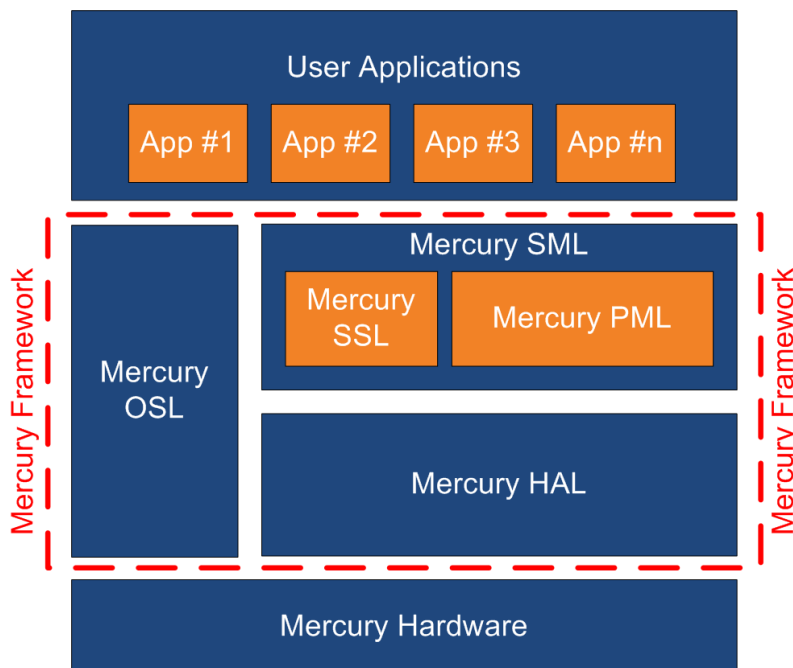 User Applications
App #1
App #2
App #3
App #n
Mercury Framework
Mercury OSL
Mercury SML
Mercury
SSL
Mercury PML
Mercury HAL
Mercury Framework
Mercury Hardware